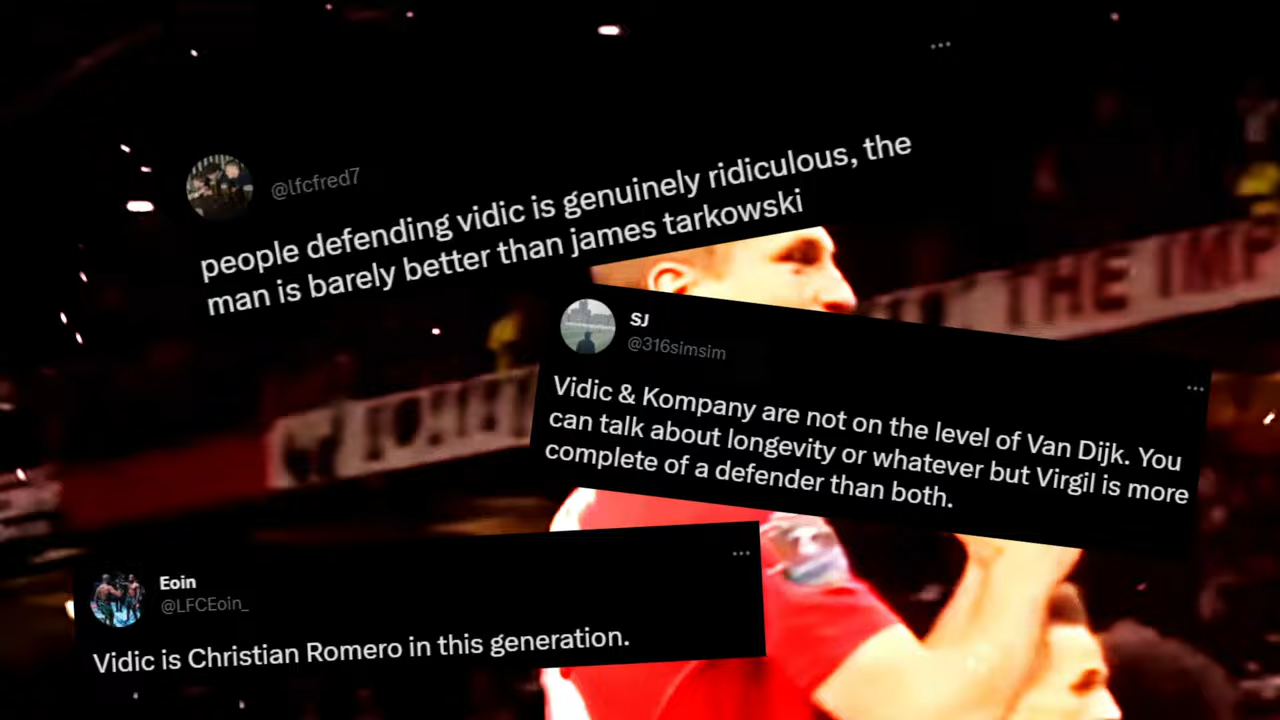 @lfcfred7
people defending vidic is genuinely ridiculous, the
man is barely better than james tarkowski
THE IMP
SJ
@316simsim
Vidic & Kompany are not on the level of Van Dijk. You
can talk about longevity or whatever but Virgil is more
complete of a defender than both.
Eoin
@LFCEoin_
Vidic is Christian Romero in this generation.